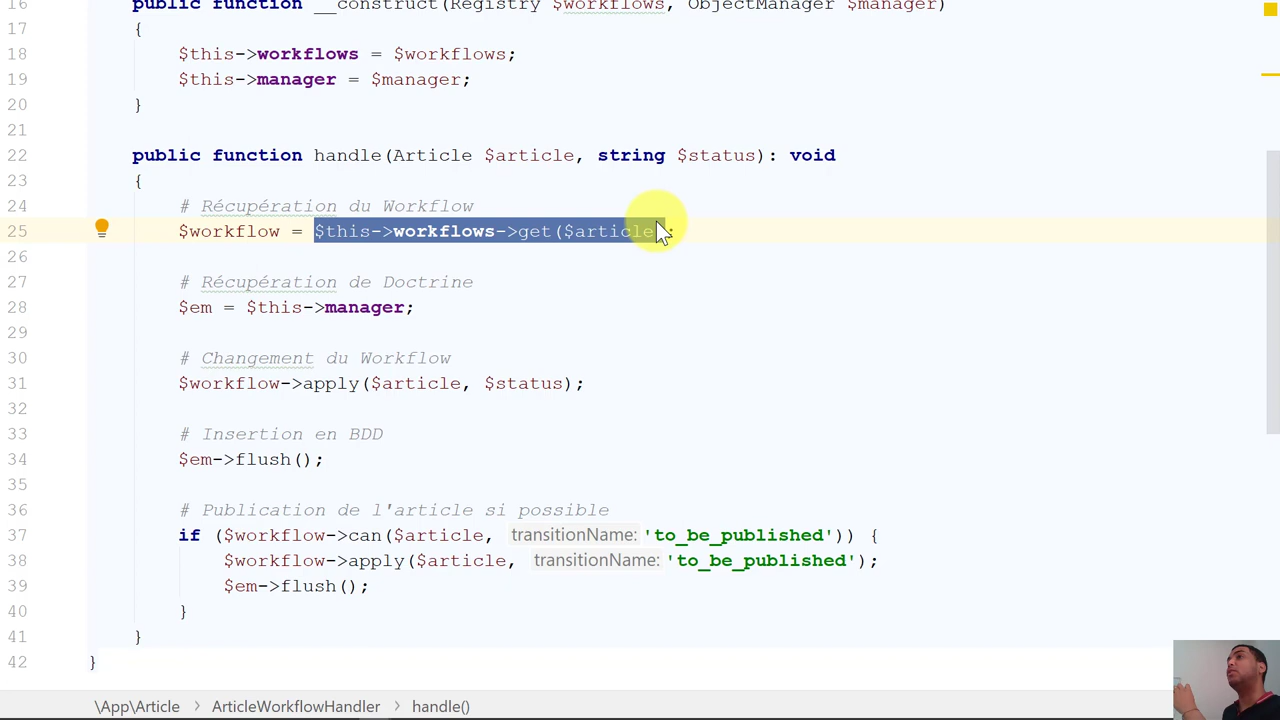 16 public function __construct(Registry $workflows, ObjectManager $manager)
17 {
18 $this->workflows = $workflows;
19 $this->manager = $manager;
20 }
21
22 public function handle(Article $article, string $status): void
23 {
24 # Récupération du Workflow
25 $workflow = $this->workflows->get($article);
26
27 # Récupération de Doctrine
28 $em = $this->manager;
29
30 # Changement du Workflow
31 $workflow->apply($article, $status);
32
33 # Insertion en BDD
34 $em->flush();
35
36 # Publication de l'article si possible
37 if ($workflow->can($article, transitionName: 'to_be_published')) {
38 $workflow->apply($article, transitionName: 'to_be_published');
39 $em->flush();
40 }
41 }
42 }
\App\Article > ArticleWorkflowHandler > handle()